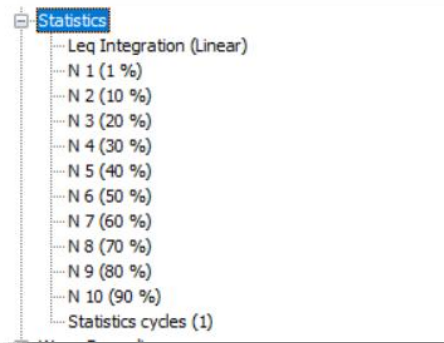 Statistics
Leq Integration (Linear)
N 1 (1 %)
N 2 (10 %)
N 3 (20 %)
N 4 (30 %)
N 5 (40 %)
N 6 (50 %)
N 7 (60 %)
N 8 (70 %)
N 9 (80 %)
N 10 (90 %)
Statistics cycles (1)